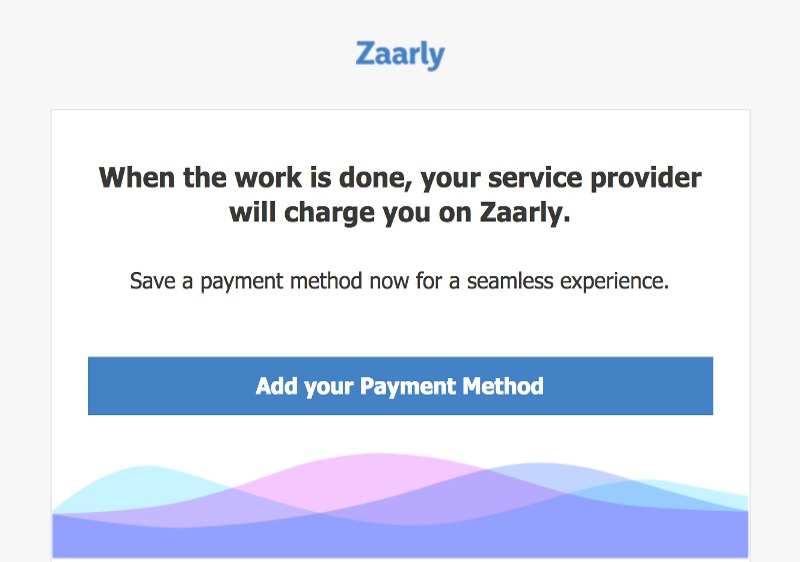 Zaarly
When the work is done, your service provider
will charge you on Zaarly.
Save a payment method now for a seamless experience.
Add your Payment Method